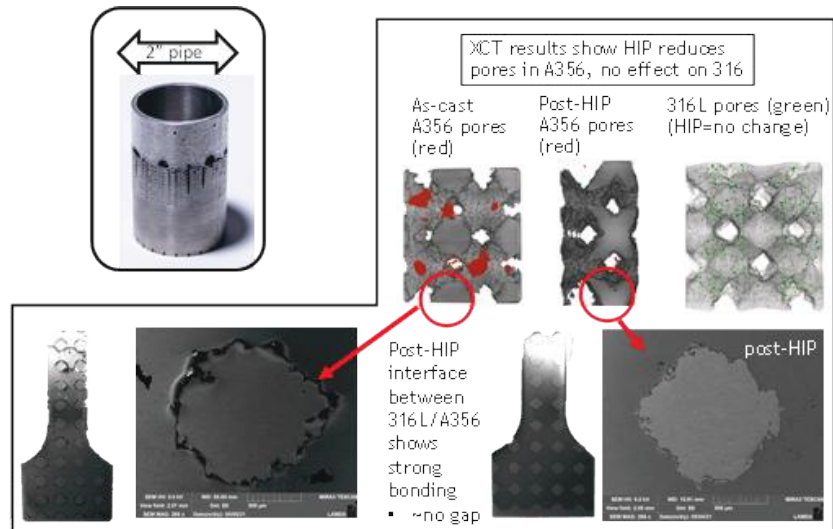 2" pipe
XCT results show HIP reduces
pores in A356, no effect on 316
As-cast
A356 pores
(red)
Post-HIP
A356 pores
(red)
316L pores (green)
(HIP=no change)
Post-HIP
interface
between
316L/A356
shows
strong
bonding
▪ ~no gap
post-HIP